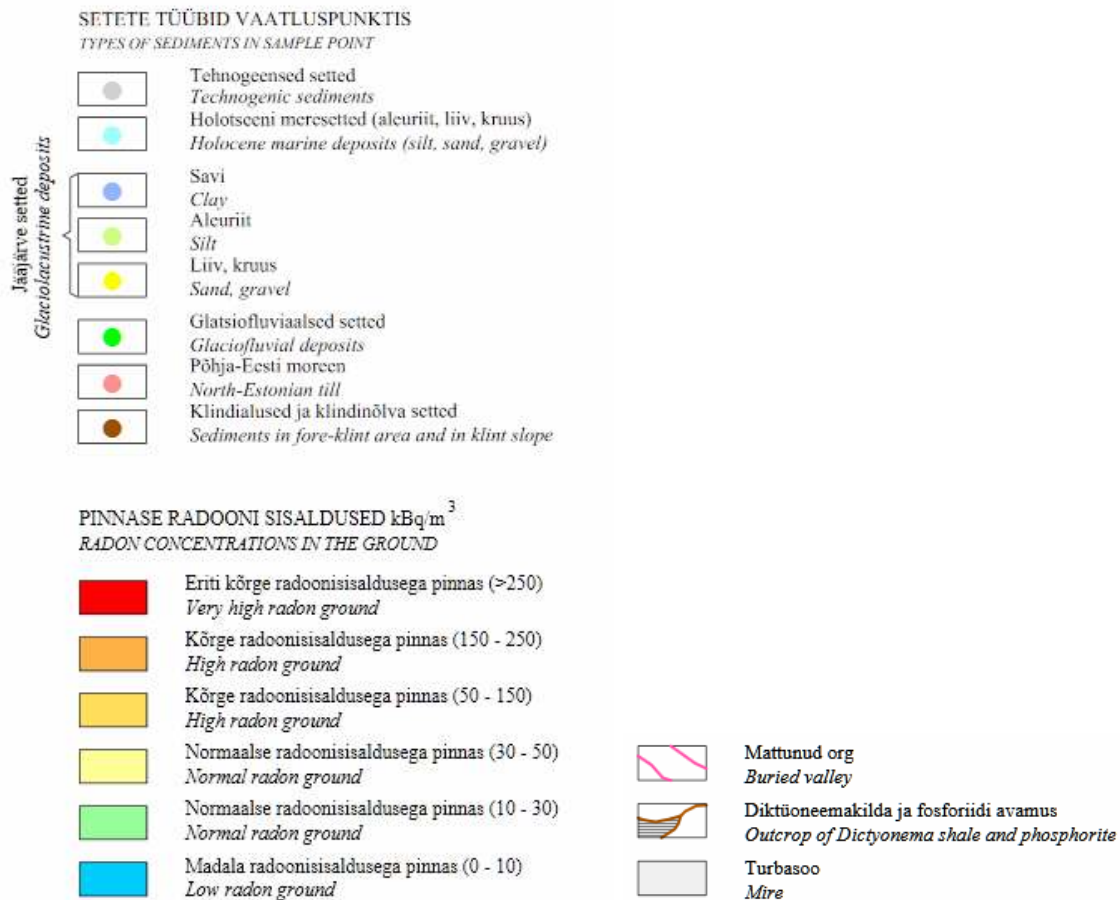 SETETE TÜÜBID VAATLUSPUNKTIS
TYPES OF SEDIMENTS IN SAMPLE POINT
Tehnogeensed setted
Technogenic sediments
Holotseeni meresetted (aleuriit, liiv, kruus)
Holocene marine deposits (silt, sand, gravel)
Jääjärve setted
Glaciolacustrine deposits
Savi
Clay
Aleuriit
Silt
Liiv, kruus
Sand, gravel
Glatsiofluviaalsed setted
Glaciofluvial deposits
Põhja-Eesti moreen
North-Estonian till
Klindialused ja klindinõlva setted
Sediments in fore-klint area and in klint slope
PINNASE RADOONI SISALDUSED kBq/m³
RADON CONCENTRATIONS IN THE GROUND
Eriti kõrge radoonisisaldusega pinnas (>250)
Very high radon ground
Kõrge radoonisisaldusega pinnas (150 - 250)
High radon ground
Kõrge radoonisisaldusega pinnas (50 - 150)
High radon ground
Normaalse radoonisisaldusega pinnas (30 - 50)
Normal radon ground
Normaalse radoonisisaldusega pinnas (10 - 30)
Normal radon ground
Madala radoonisisaldusega pinnas (0 - 10)
Low radon ground
Mattunud org
Buried valley
Diktüoneemakilda ja fosforiidi avamus
Outcrop of Dictyonema shale and phosphorite
Turbasoo
Mire